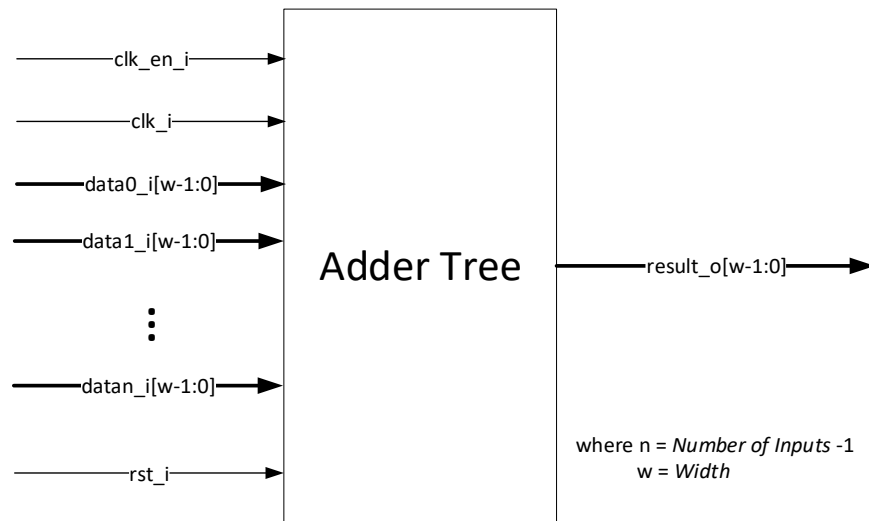 clk_en_i
clk_i
data0_i[w-1:0]
data1_i[w-1:0]
datan_i[w-1:0]
rst_i
Adder Tree
result_o[w-1:0]
where n = Number of Inputs -1
w = Width